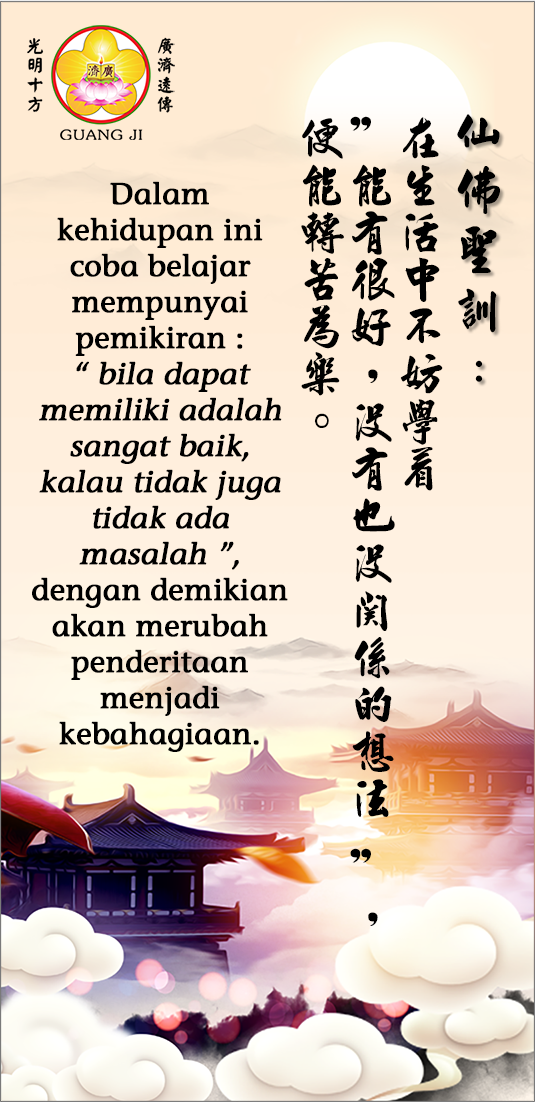 光明十方
廣濟
廣濟遠傳
GUANG JI
仙佛聖訓：
在生活中不妨學着
”能有很好，没有也没関係的想法”，
便能轉苦為樂。
Dalam
kehidupan ini
coba belajar
mempunyai
pemikiran :
“ bila dapat
memiliki adalah
sangat baik,
kalau tidak juga
tidak ada
masalah ”,
dengan demikian
akan merubah
penderitaan
menjadi
kebahagiaan.